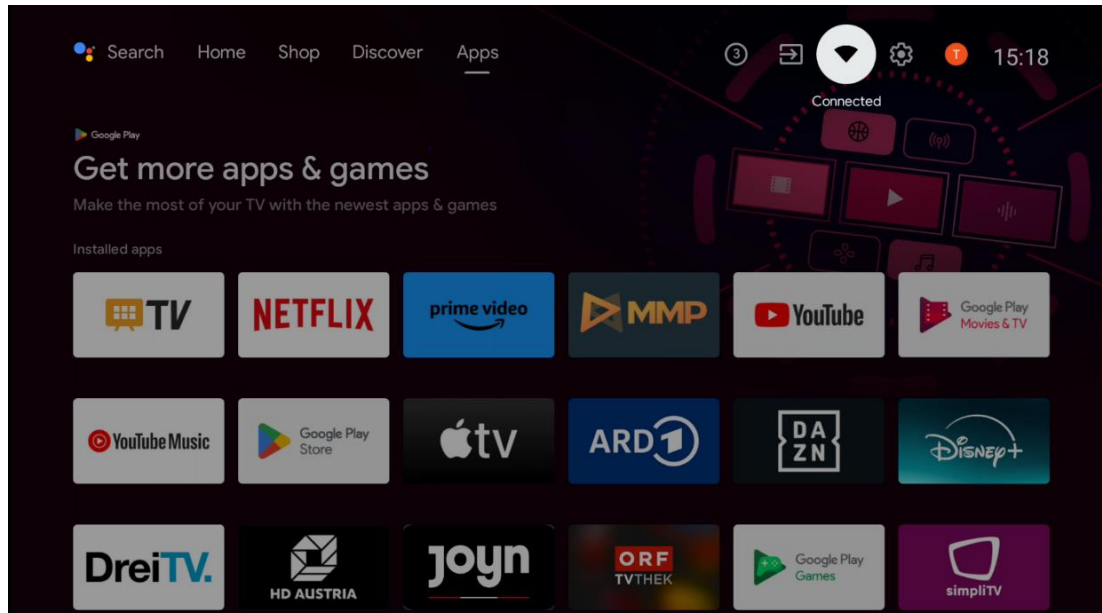 Search Home Shop Discover Apps 3 T 15:18
Connected
Google Play
Get more apps & games
Make the most of your TV with the newest apps & games
Installed apps
TV
NETFLIX
prime video
MMP
YouTube
Google Play
Movies & TV
YouTube Music
Google Play
Store
tv
ARD 1
DA
ZN
Disney+
DreiTV.
HD AUSTRIA
Joyn
ORF
TVTHEK
Google Play
Games
simpliTV